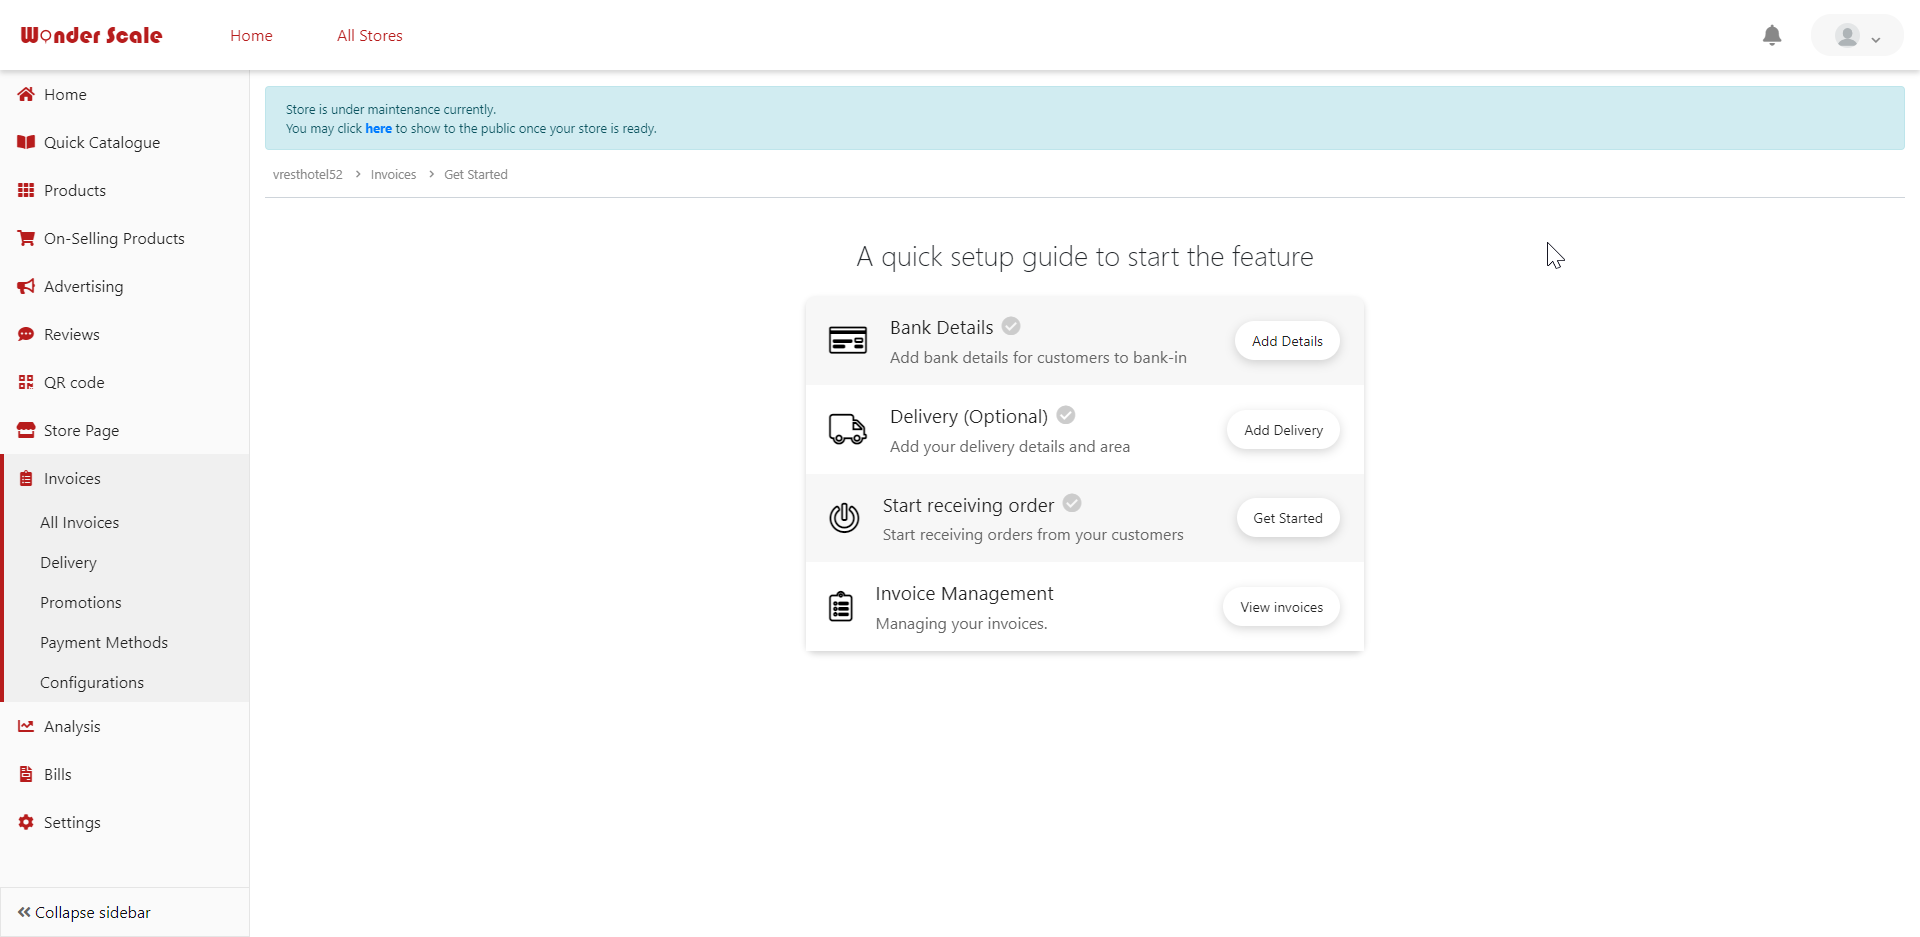 Wonder Scale
Home
All Stores
Home
Quick Catalogue
Products
On-Selling Products
Advertising
Reviews
QR code
Store Page
Invoices
All Invoices
Delivery
Promotions
Payment Methods
Configurations
Analysis
Bills
Settings
Collapse sidebar
Store is under maintenance currently.
You may click here to show to the public once your store is ready.
vresthotel52 > Invoices > Get Started
A quick setup guide to start the feature
Bank Details
Add bank details for customers to bank-in
Add Details
Delivery (Optional)
Add your delivery details and area
Add Delivery
Start receiving order
Start receiving orders from your customers
Get Started
Invoice Management
Managing your invoices.
View invoices